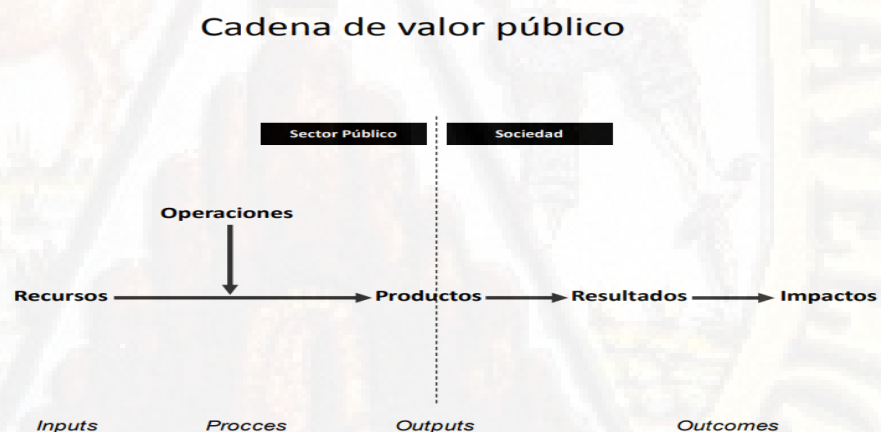 Cadena de valor público
Sector Público Sociedad
Operaciones
Recursos Productos Resultados Impactos
Inputs Procces Outputs Outcomes